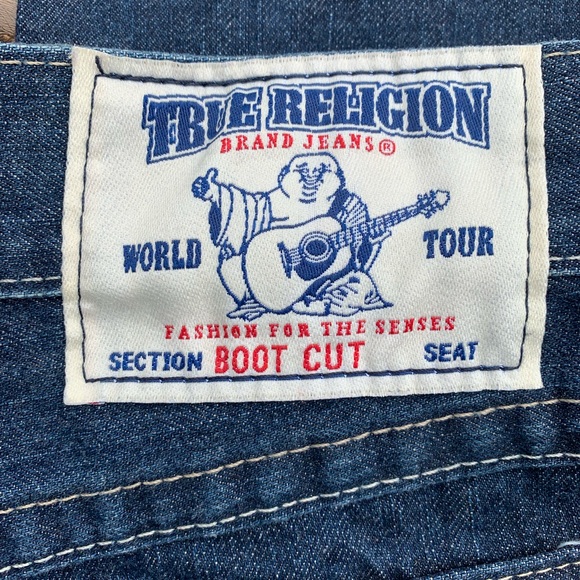 TRUE RELIGION
BRAND JEANS®
WORLD TOUR
FASHION FOR THE SENSES
SECTION BOOT CUT SEAT